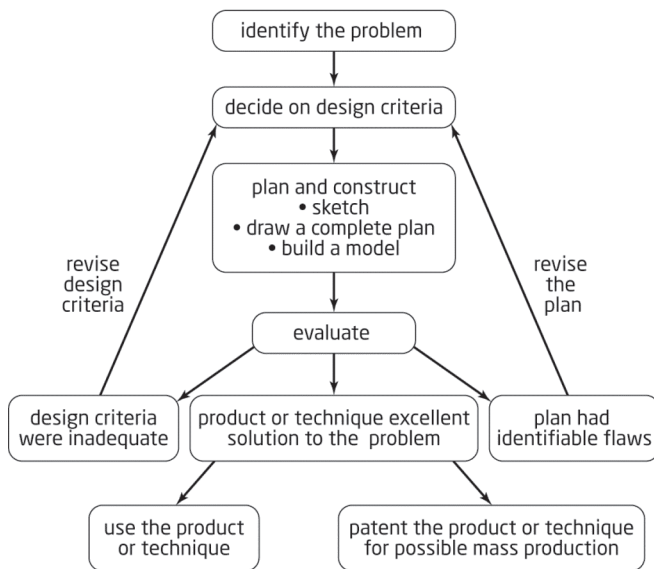 identify the problem
decide on design criteria
plan and construct
• sketch
• draw a complete plan
• build a model
revise
design
criteria
revise
the
plan
evaluate
design criteria
were inadequate
product or technique excellent
solution to the problem
plan had
identifiable flaws
use the product
or technique
patent the product or technique
for possible mass production